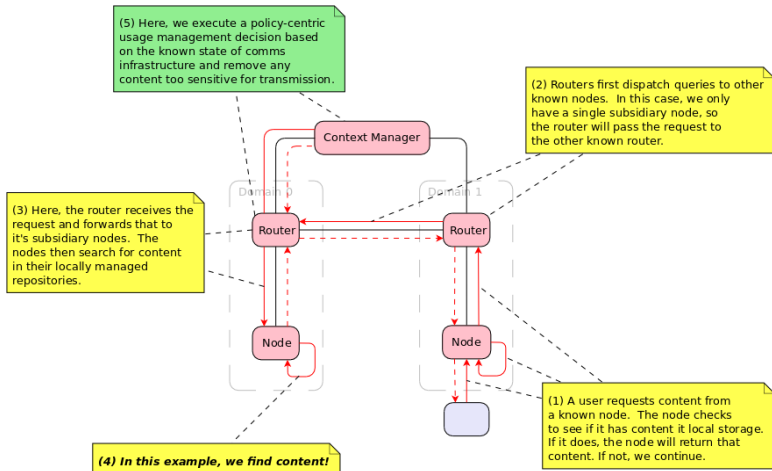 (5) Here, we execute a policy-centric
usage management decision based
on the known state of comms
infrastructure and remove any
content too sensitive for transmission.
(2) Routers first dispatch queries to other
known nodes. In this case, we only
have a single subsidiary node, so
the router will pass the request to
the other known router.
Context Manager
Domain 0
Domain 1
(3) Here, the router receives the
request and forwards that to
it's subsidiary nodes. The
nodes then search for content
in their locally managed
repositories.
Router
Router
Node
Node
(1) A user requests content from
a known node. The node checks
to see if it has content it local storage.
If it does, the node will return that
content. If not, we continue.
(4) In this example, we find content!